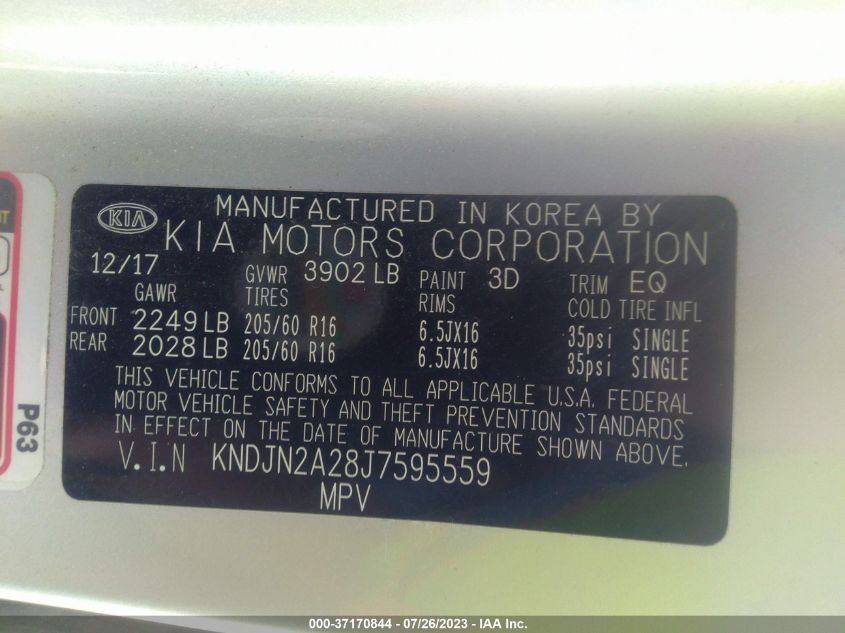 MANUFACTURED IN KOREA BY
KIA KIA MOTORS CORPORATION
12/17 GVWR 3902 LB PAINT 3D TRIM EQ
GAWR TIRES RIMS COLD TIRE INFL
FRONT 2249 LB 205/60 R16 6.5JX16 35psi SINGLE
REAR 2028 LB 205/60 R16 6.5JX16 35psi SINGLE
THIS VEHICLE CONFORMS TO ALL APPLICABLE U.S.A. FEDERAL
MOTOR VEHICLE SAFETY AND THEFT PREVENTION STANDARDS
IN EFFECT ON THE DATE OF MANUFACTURE SHOWN ABOVE.
V.I.N KNDJN2A28J7595559
MPV
P63
000-37170844 - 07/26/2023 - IAA Inc.